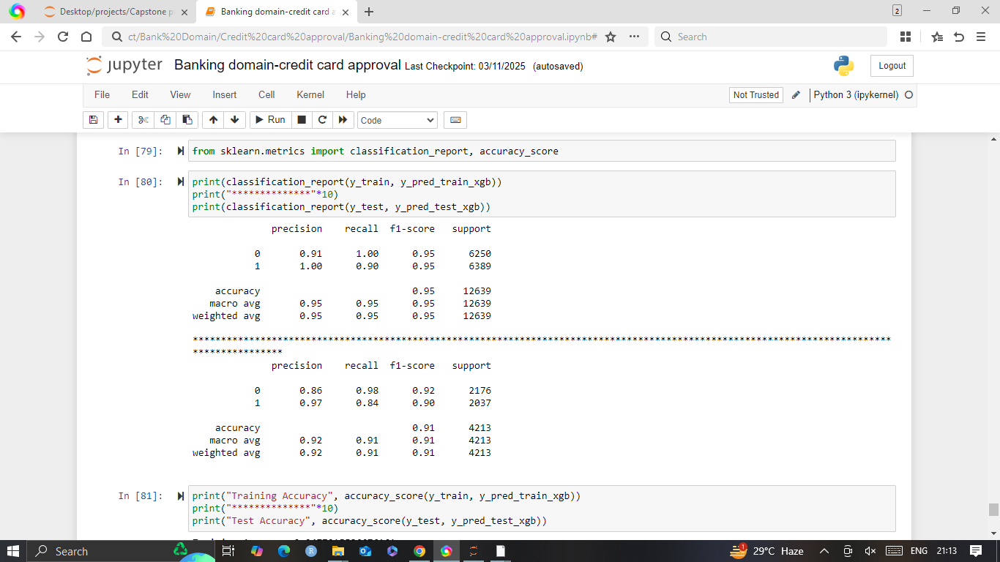 Desktop/projects/Capstone p
Banking domain-credit card a
2
ct/Bank%20Domain/Credit%20card%20approval/Banking%20domain-credit%20card%20approval.ipynb#
Search
jupyter Banking domain-credit card approval Last Checkpoint: 03/11/2025 (autosaved)
Logout
File Edit View Insert Cell Kernel Help
Not Trusted
Python 3 (ipykernel)
Run
Code
In [79]: from sklearn.metrics import classification_report, accuracy_score
In [80]: print(classification_report(y_train, y_pred_train_xgb))
print("**************"*10)
print(classification_report(y_test, y_pred_test_xgb))
precision recall f1-score support
0 0.91 1.00 0.95 6250
1 1.00 0.90 0.95 6389
accuracy 0.95 12639
macro avg 0.95 0.95 0.95 12639
weighted avg 0.95 0.95 0.95 12639
****************************************************************************************************************************
****************
precision recall f1-score support
0 0.86 0.98 0.92 2176
1 0.97 0.84 0.90 2037
accuracy 0.91 4213
macro avg 0.92 0.91 0.91 4213
weighted avg 0.92 0.91 0.91 4213
In [81]: print("Training Accuracy", accuracy_score(y_train, y_pred_train_xgb))
print("**************"*10)
print("Test Accuracy", accuracy_score(y_test, y_pred_test_xgb))
Search
1
29°C Haze
ENG
21:13